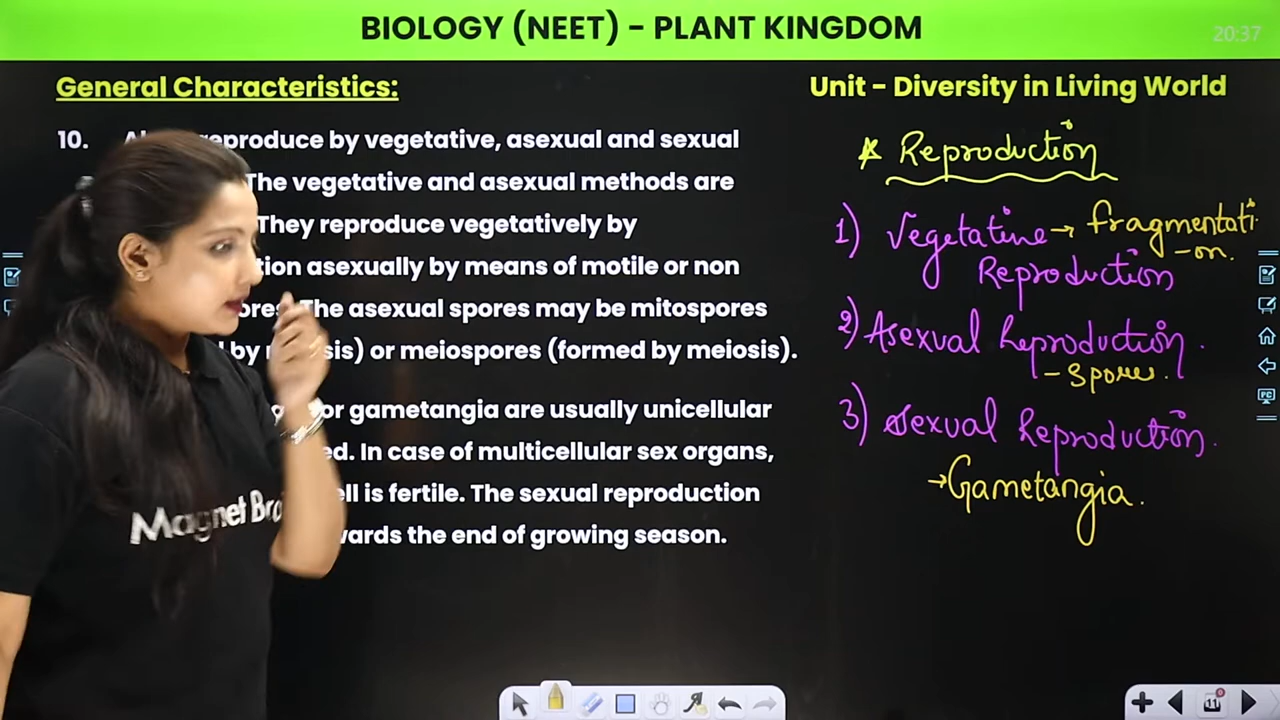 BIOLOGY (NEET) - PLANT KINGDOM
20:37
General Characteristics:
Unit - Diversity in Living World
10. reproduce by vegetative, asexual and sexual
The vegetative and asexual methods are
They reproduce vegetatively by
tion asexually by means of motile or non
The asexual spores may be mitospores
by sis) or meiospores (formed by meiosis).
or gametangia are usually unicellular
ed. In case of multicellular sex organs,
ell is fertile. The sexual reproduction
wards the end of growing season.
Reproduction
1) Vegetative → fragmentati
-on.
Reproduction
2) Asexual Reproduction.
- Spores.
3) Sexual Reproduction.
→ Gametangia.
Magnet Bra
PC
11